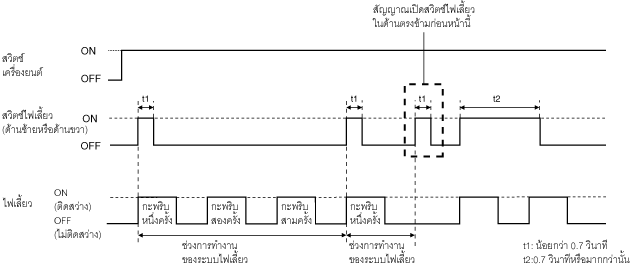 สัญญาณเปิดสวิตซ์ไฟเลี้ยว
ในด้านตรงข้ามก่อนหน้านี้
สวิตซ์
เครื่องยนต์
ON
OFF
t1
t1
t1
t2
สวิตซ์ไฟเลี้ยว
(ด้านซ้ายหรือด้านขวา)
ON
OFF
ไฟเลี้ยว
ON
(ติดสว่าง)
OFF
(ไม่ติดสว่าง)
กะพริบ
หนึ่งครั้ง
กะพริบ
สองครั้ง
กะพริบ
สามครั้ง
กะพริบ
หนึ่งครั้ง
ช่วงการทำงาน
ของระบบไฟเลี้ยว
ช่วงการทำงาน
ของระบบไฟเลี้ยว
t1: น้อยกว่า 0.7 วินาที
t2:0.7 วินาทีหรือมากกว่านั้น